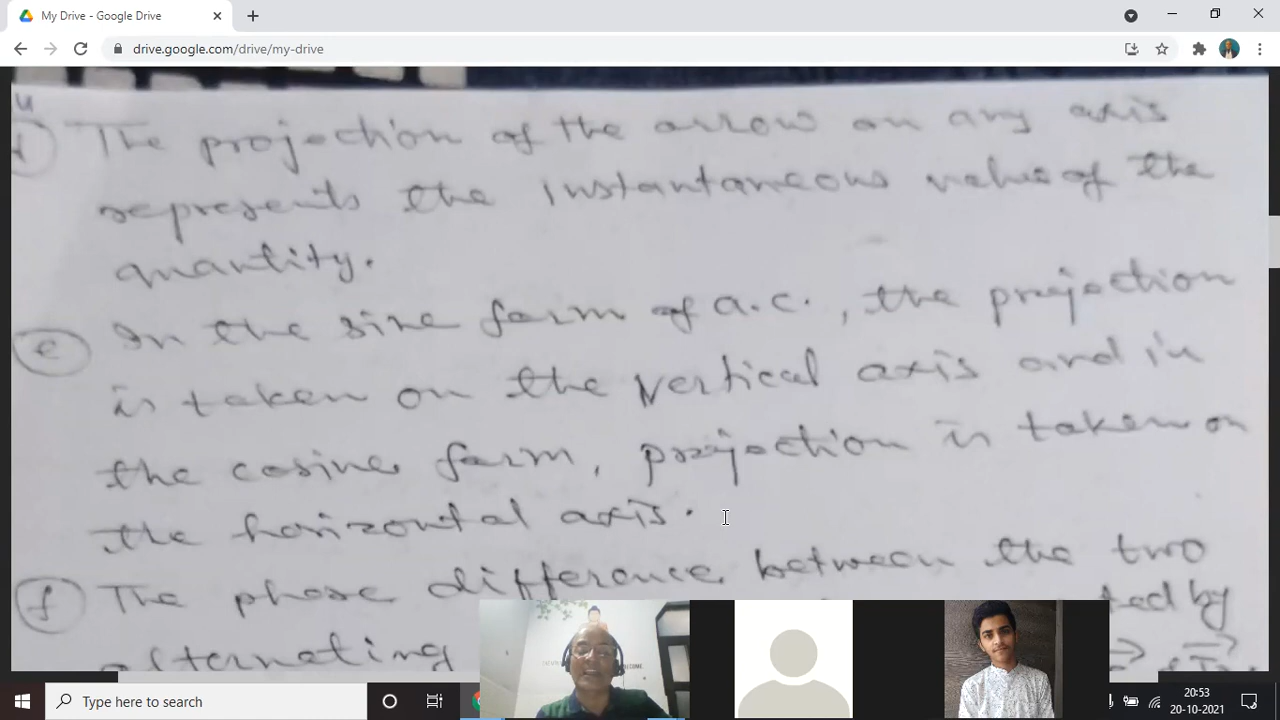 My Drive - Google Drive
drive.google.com/drive/my-drive
The projection of the arrow on any axis
represents the instantaneous value of the
quantity.
e In the sine form of a.c., the projection
is taken on the vertical axis and in
the cosine form, projection is taken on
the horizontal axis.
f The phase difference between the two
alternating ted by
Type here to search
20:53
20-10-2021